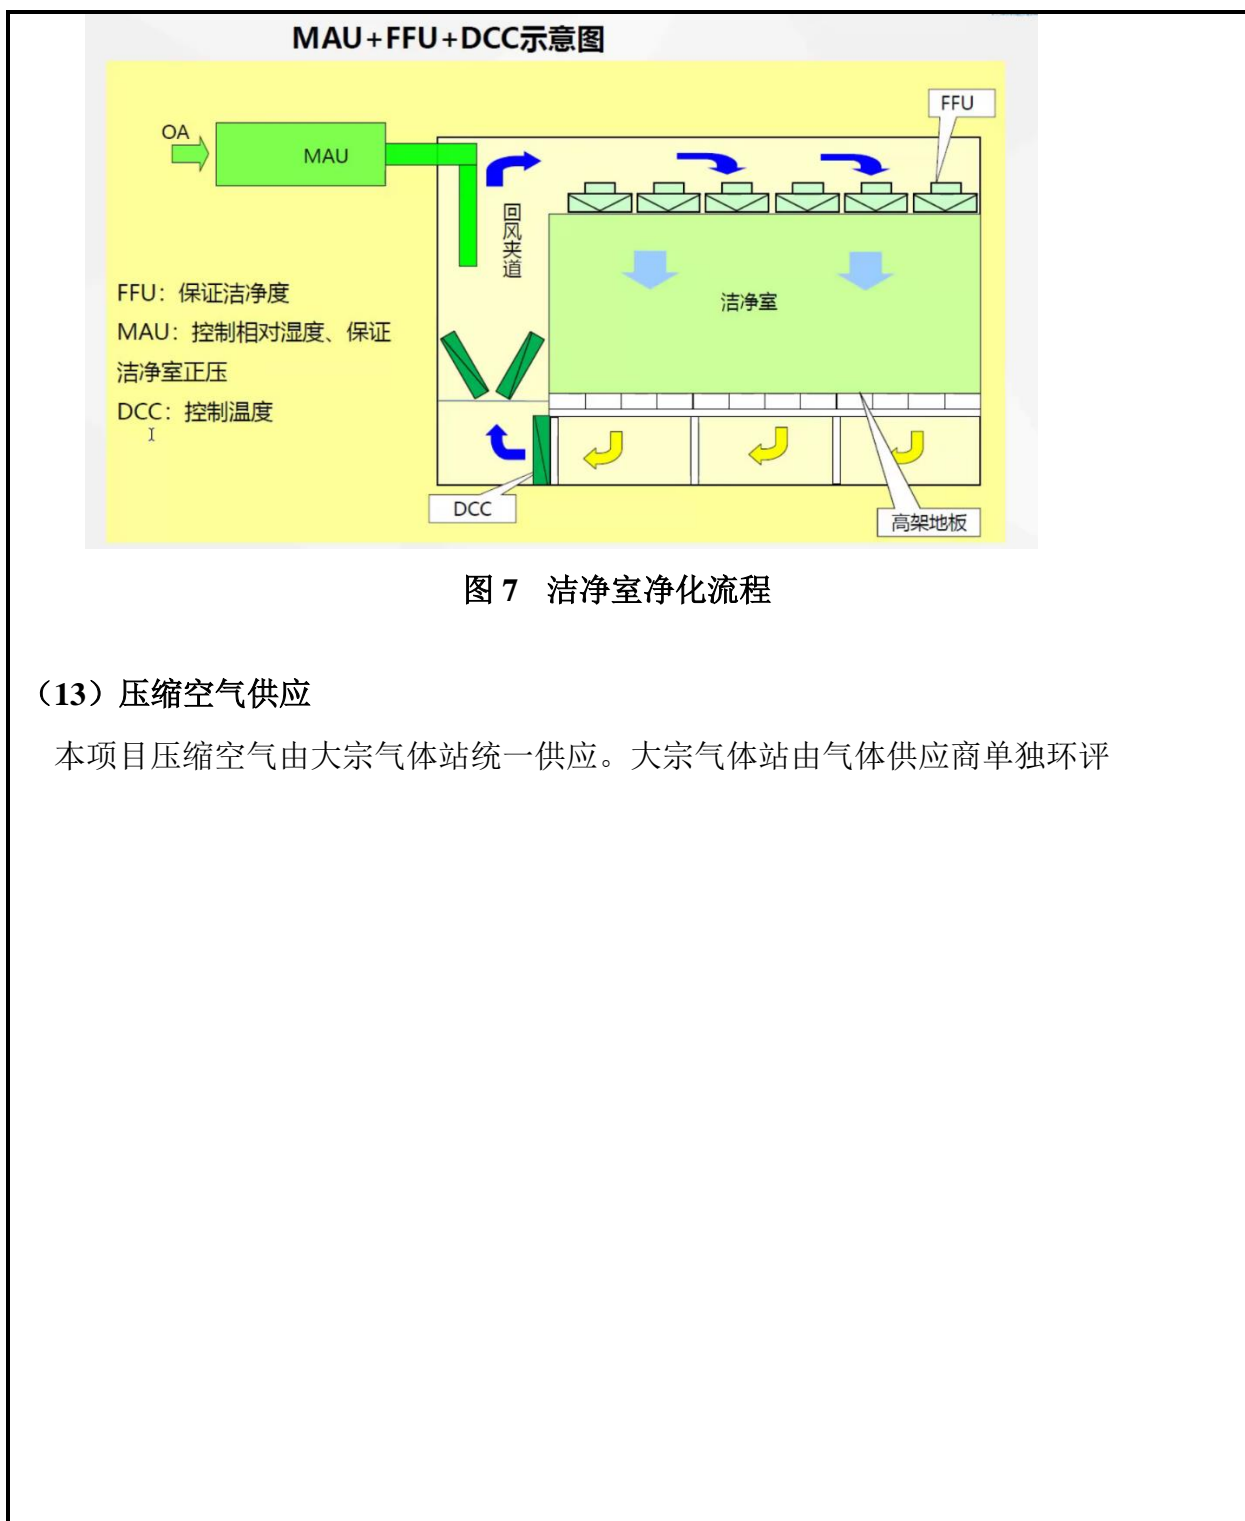 MAU+FFU+DCC示意图
FFU
OA
MAU
回风夹道
洁净室
FFU：保证洁净度
MAU：控制相对湿度、保证
洁净室正压
DCC：控制温度
DCC
高架地板
图 7 洁净室净化流程
（13）压缩空气供应
本项目压缩空气由大宗气体站统一供应。大宗气体站由气体供应商单独环评